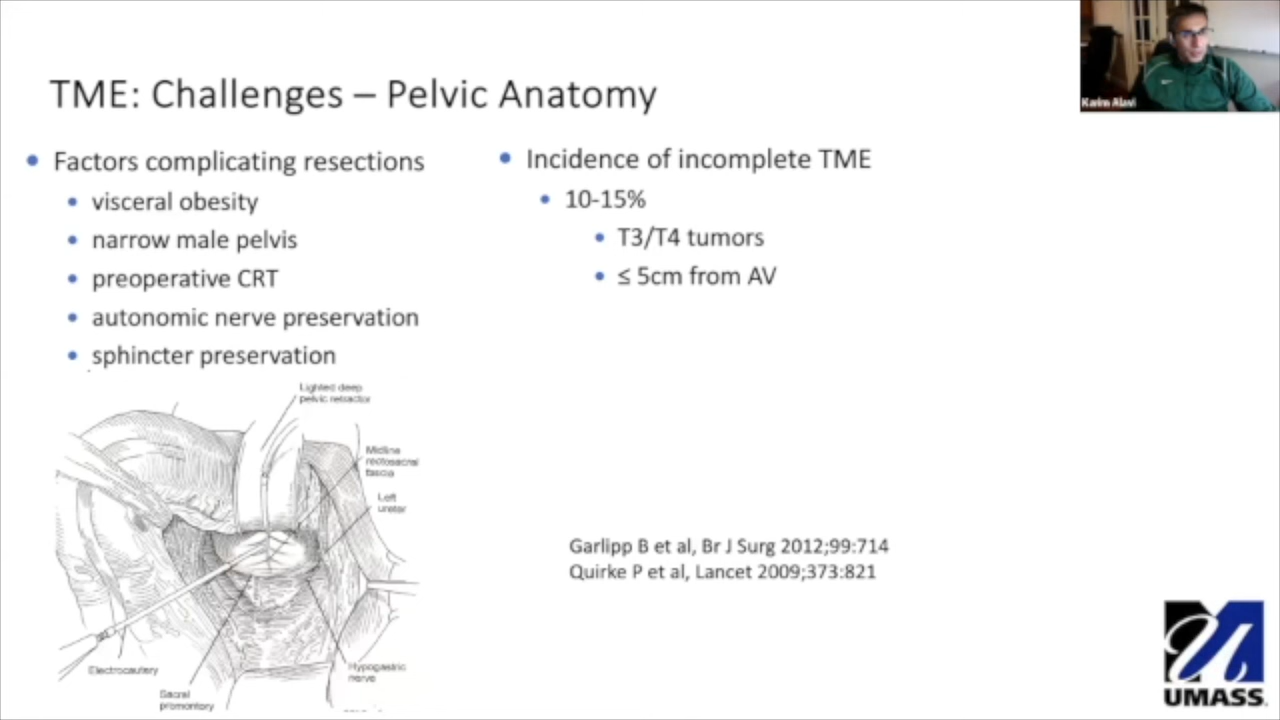 TME: Challenges – Pelvic Anatomy
Karim Alavi
• Factors complicating resections
• visceral obesity
• narrow male pelvis
• preoperative CRT
• autonomic nerve preservation
• sphincter preservation
• Incidence of incomplete TME
• 10-15%
• T3/T4 tumors
• ≤ 5cm from AV
Lighted deep
pelvic retractor
Midline
rectosacral
fascia
Left
ureter
Electrocautery
Sacral
promontory
Hypogastric
nerve
Garlipp B et al, Br J Surg 2012;99:714
Quirke P et al, Lancet 2009;373:821
U
UMASS